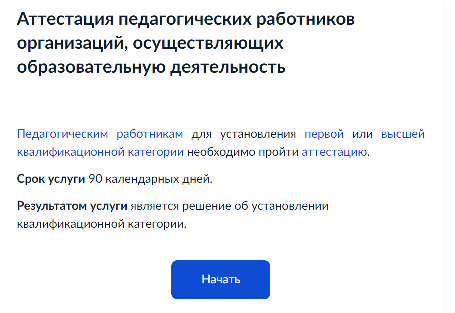 Аттестация педагогических работников
организаций, осуществляющих
образовательную деятельность
Педагогическим работникам для установления первой или высшей
квалификационной категории необходимо пройти аттестацию.
Срок услуги 90 календарных дней.
Результатом услуги является решение об установлении
квалификационной категории.
Начать